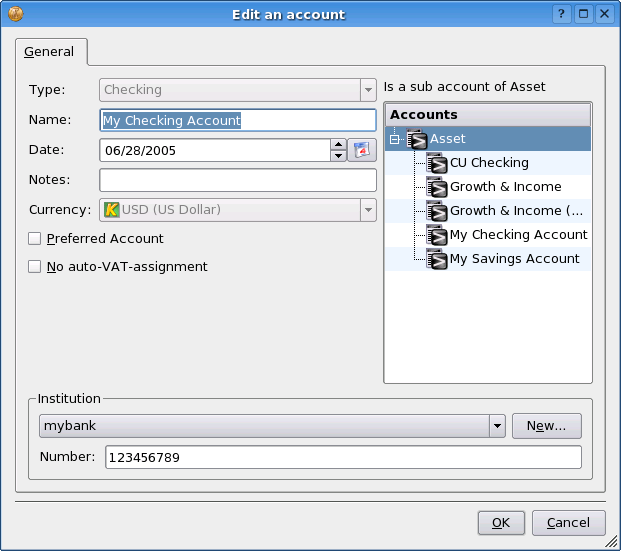 Edit an account
General
Type: Checking
Name: My Checking Account
Date: 06/28/2005
Notes:
Currency: USD (US Dollar)
Preferred Account
No auto-VAT-assignment
Is a sub account of Asset
Accounts
Asset
CU Checking
Growth & Income
Growth & Income (...
My Checking Account
My Savings Account
Institution
mybank New...
Number: 123456789
OK Cancel